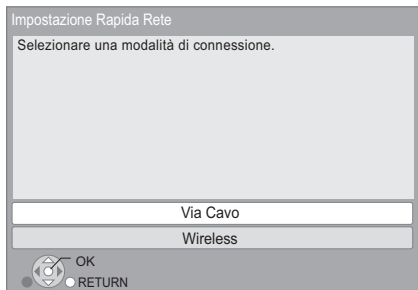 Impostazione Rapida Rete
Selezionare una modalità di connessione.
Via Cavo
Wireless
OK
RETURN